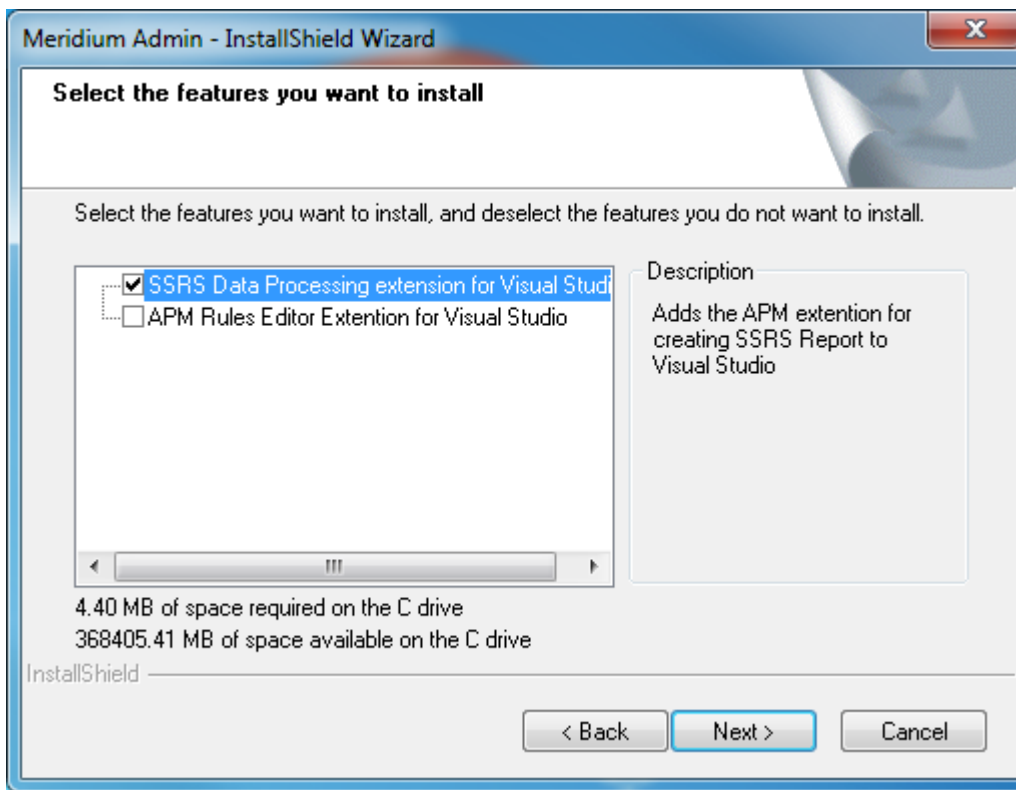 Meridium Admin - InstallShield Wizard
Select the features you want to install
Select the features you want to install, and deselect the features you do not want to install.
SSRS Data Processing extension for Visual Studi
APM Rules Editor Extention for Visual Studio
Description
Adds the APM extention for
creating SSRS Report to
Visual Studio
4.40 MB of space required on the C drive
368405.41 MB of space available on the C drive
InstallShield
< Back
Next >
Cancel